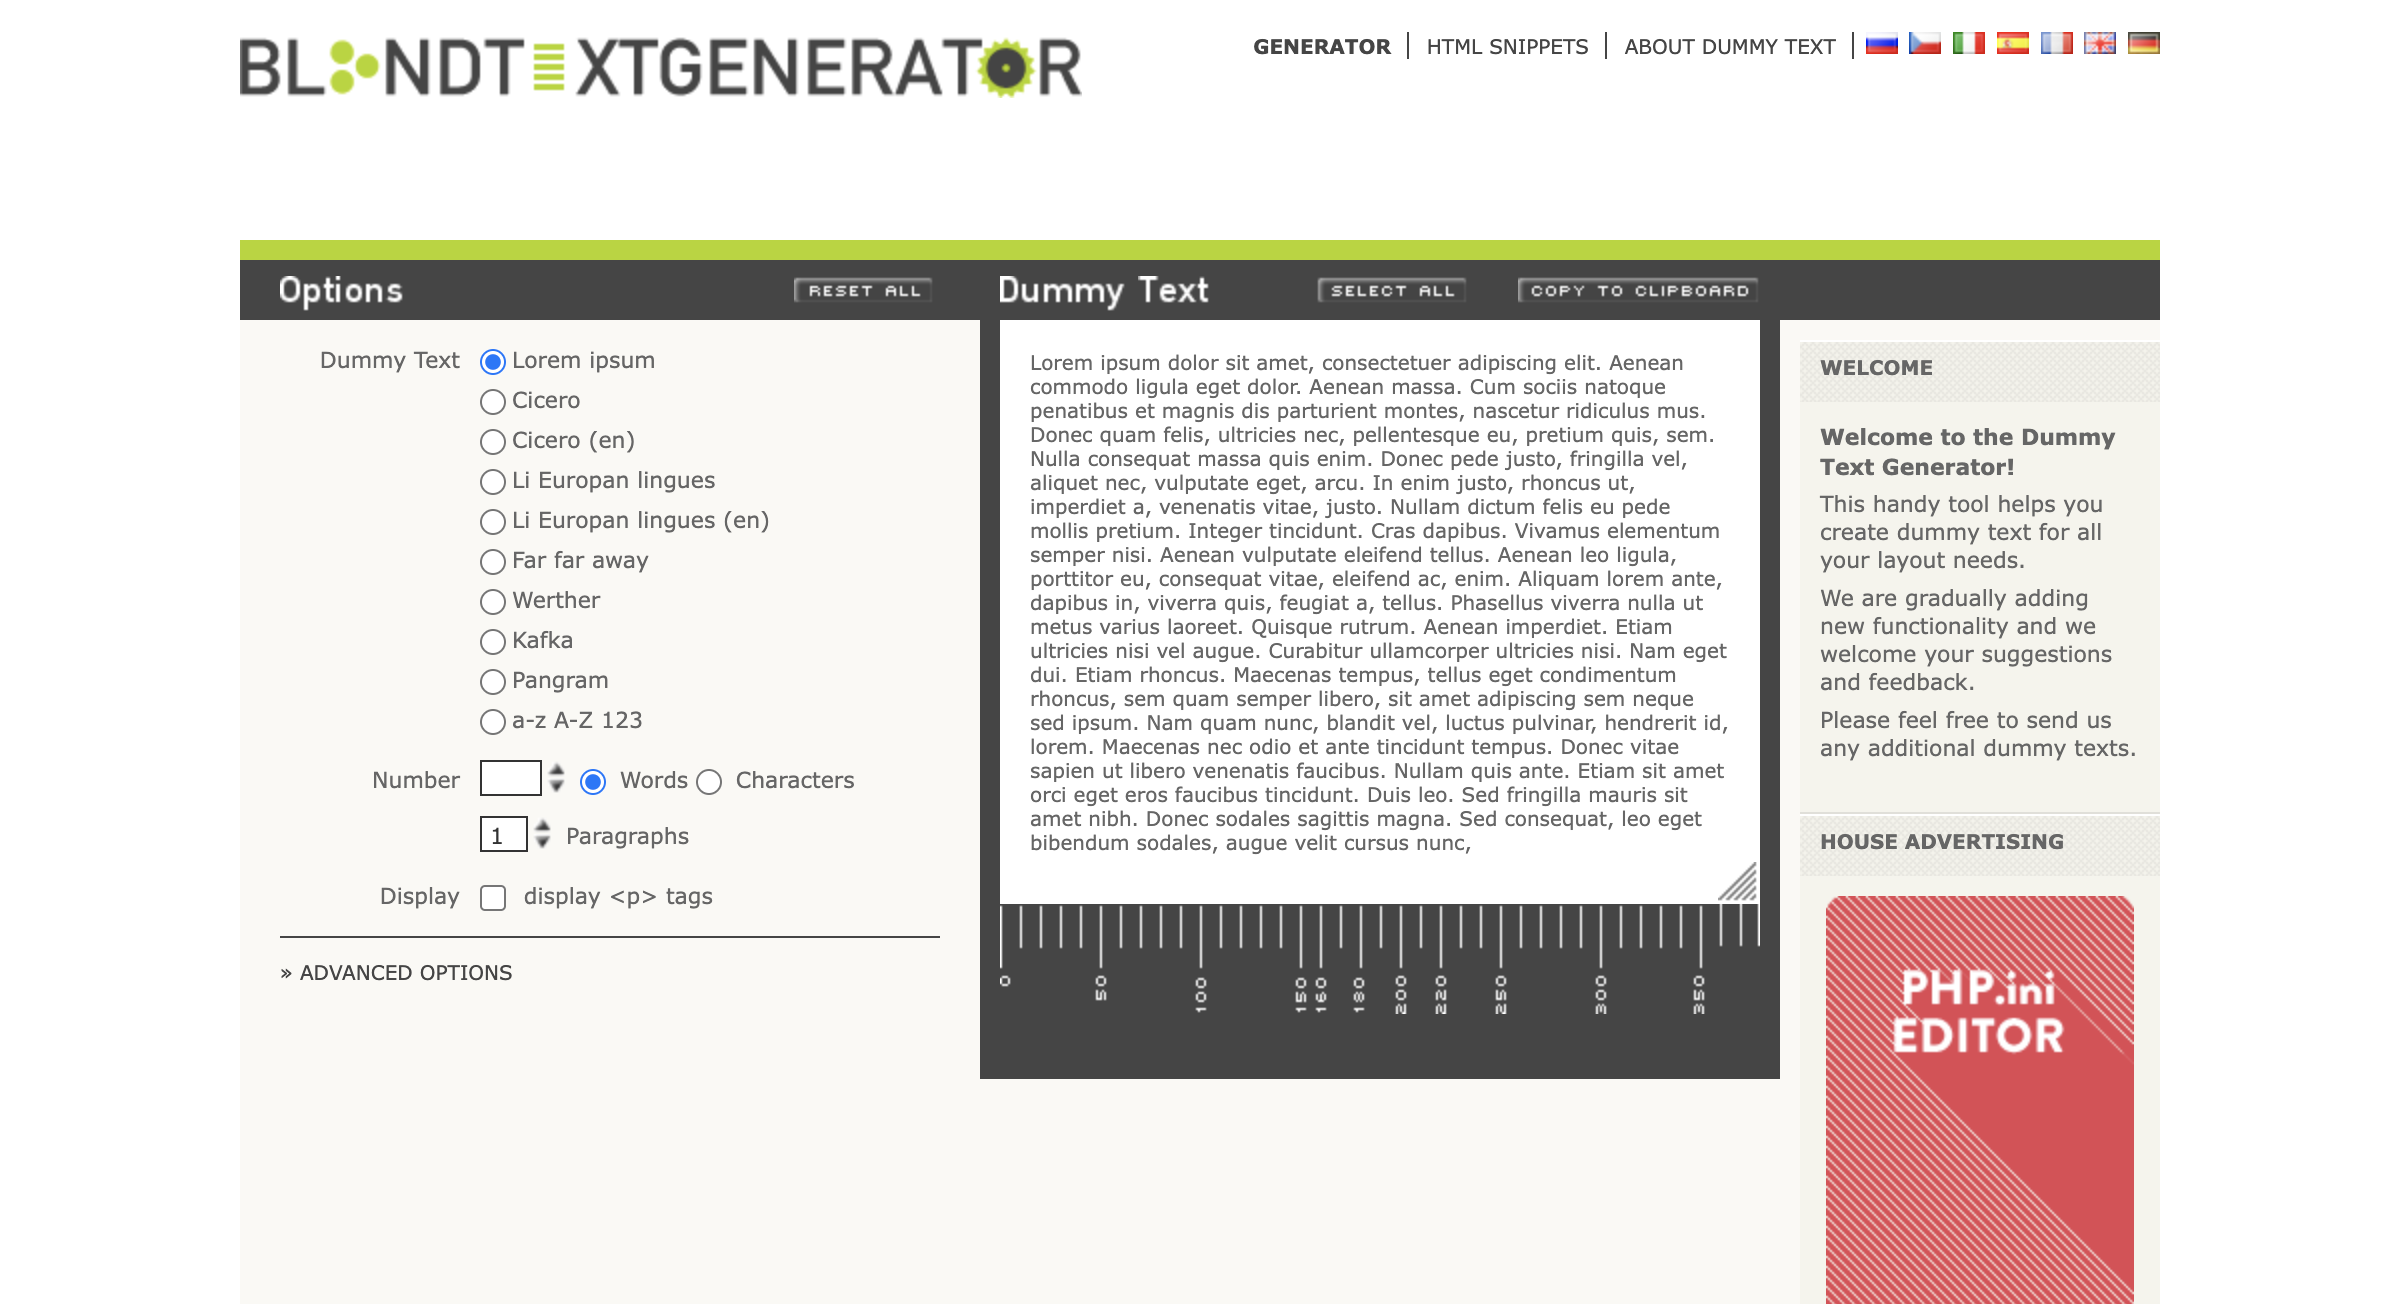 BLINDTEXTGENERATOR
GENERATOR
HTML SNIPPETS
ABOUT DUMMY TEXT
Options
RESET ALL
Dummy Text
Lorem ipsum
Cicero
Cicero (en)
Li Europan lingues
Li Europan lingues (en)
Far far away
Werther
Kafka
Pangram
a-z A-Z 123
Number
Words
Characters
1
Paragraphs
Display
display <p> tags
» ADVANCED OPTIONS
Dummy Text
SELECT ALL
COPY TO CLIPBOARD
Lorem ipsum dolor sit amet, consectetuer adipiscing elit. Aenean
commodo ligula eget dolor. Aenean massa. Cum sociis natoque
penatibus et magnis dis parturient montes, nascetur ridiculus mus.
Donec quam felis, ultricies nec, pellentesque eu, pretium quis, sem.
Nulla consequat massa quis enim. Donec pede justo, fringilla vel,
aliquet nec, vulputate eget, arcu. In enim justo, rhoncus ut,
imperdiet a, venenatis vitae, justo. Nullam dictum felis eu pede
mollis pretium. Integer tincidunt. Cras dapibus. Vivamus elementum
semper nisi. Aenean vulputate eleifend tellus. Aenean leo ligula,
porttitor eu, consequat vitae, eleifend ac, enim. Aliquam lorem ante,
dapibus in, viverra quis, feugiat a, tellus. Phasellus viverra nulla ut
metus varius laoreet. Quisque rutrum. Aenean imperdiet. Etiam
ultricies nisi vel augue. Curabitur ullamcorper ultricies nisi. Nam eget
dui. Etiam rhoncus. Maecenas tempus, tellus eget condimentum
rhoncus, sem quam semper libero, sit amet adipiscing sem neque
sed ipsum. Nam quam nunc, blandit vel, luctus pulvinar, hendrerit id,
lorem. Maecenas nec odio et ante tincidunt tempus. Donec vitae
sapien ut libero venenatis faucibus. Nullam quis ante. Etiam sit amet
orci eget eros faucibus tincidunt. Duis leo. Sed fringilla mauris sit
amet nibh. Donec sodales sagittis magna. Sed consequat, leo eget
bibendum sodales, augue velit cursus nunc,
0
50
100
150
160
180
200
220
250
300
350
WELCOME
Welcome to the Dummy
Text Generator!
This handy tool helps you
create dummy text for all
your layout needs.
We are gradually adding
new functionality and we
welcome your suggestions
and feedback.
Please feel free to send us
any additional dummy texts.
HOUSE ADVERTISING
PHP.ini
EDITOR